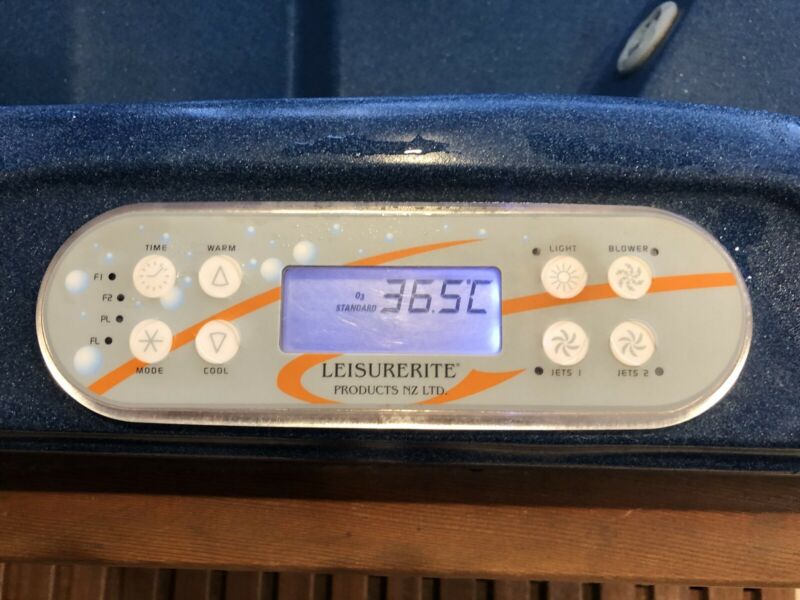 TIME
WARM
F1
F2
PL
FL
MODE
COOL
O3
STANDARD
36.5°C
LEISURERITE®
PRODUCTS NZ LTD.
LIGHT
BLOWER
JETS 1
JETS 2